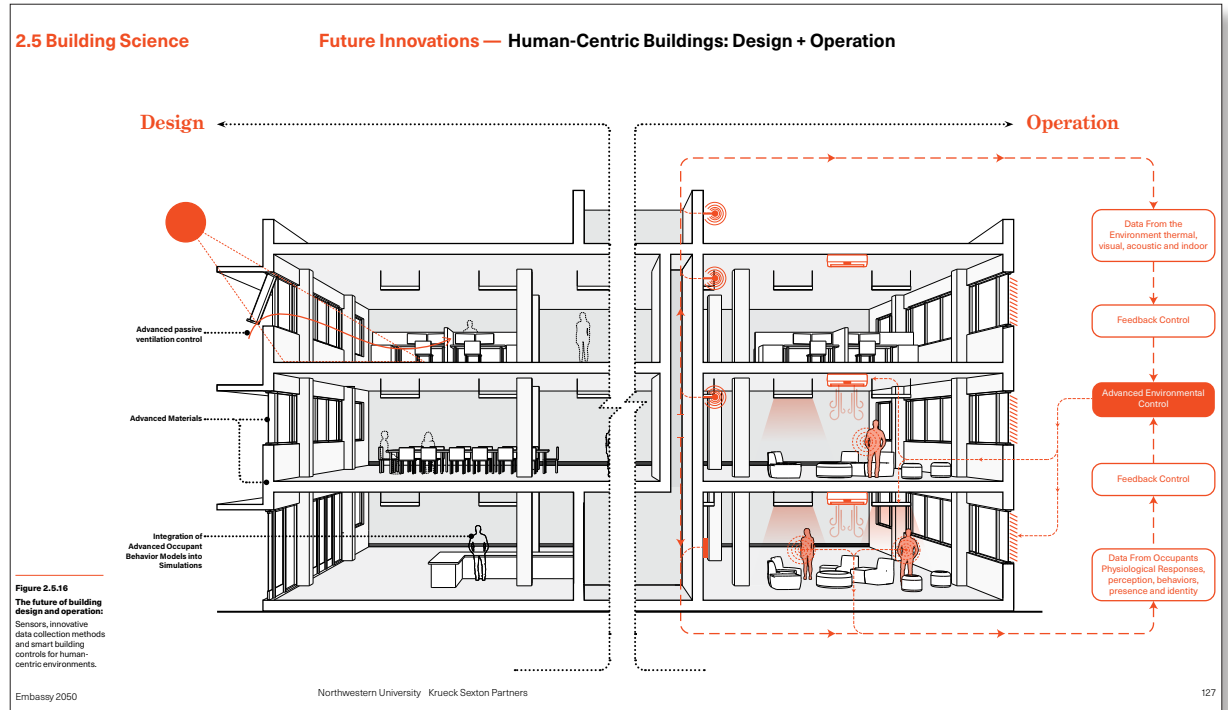 2.5 Building Science
Future Innovations — Human-Centric Buildings: Design + Operation
Design
Operation
Advanced passive
ventilation control
Advanced Materials
Integration of
Advanced Occupant
Behavior Models into
Simulations
Data From the
Environment thermal,
visual, acoustic and indoor
Feedback Control
Advanced Environmental
Control
Feedback Control
Data From Occupants
Physiological Responses,
perception, behaviors,
presence and identity
Figure 2.5.16
The future of building
design and operation:
Sensors, innovative
data collection methods
and smart building
controls for human-
centric environments.
Embassy 2050
Northwestern University Krueck Sexton Partners
127